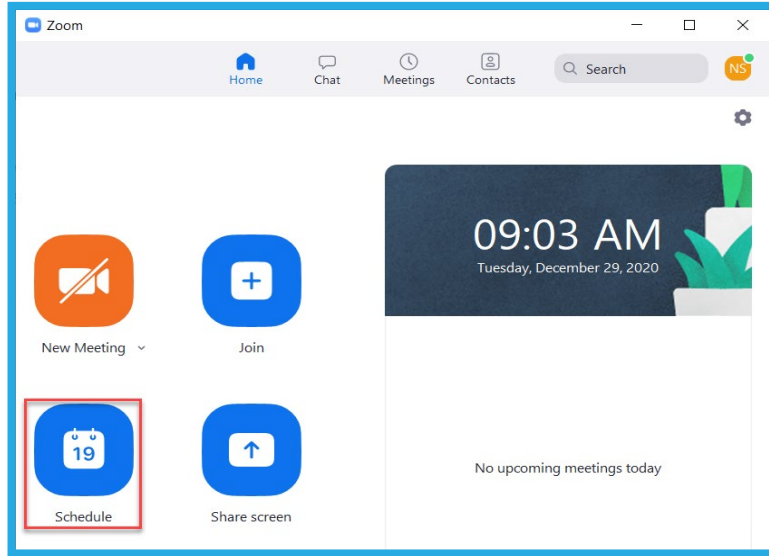 Zoom
Home
Chat
Meetings
Contacts
Search
NS
09:03 AM
Tuesday, December 29, 2020
New Meeting
Join
19
Schedule
Share screen
No upcoming meetings today